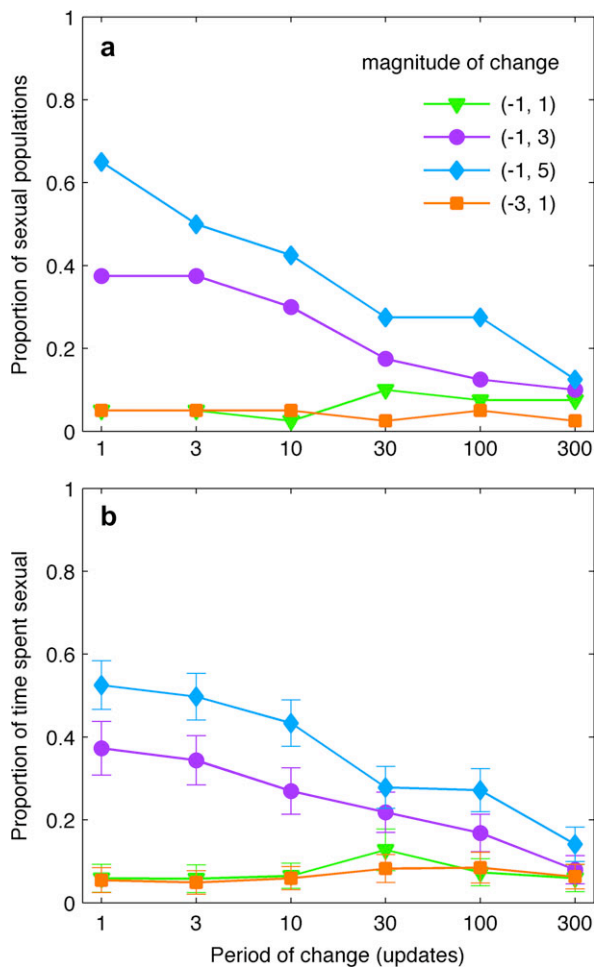 a
magnitude of change
(-1, 1)
(-1, 3)
(-1, 5)
(-3, 1)
Proportion of sexual populations
1
0.8
0.6
0.4
0.2
0
1 3 10 30 100 300
b
Proportion of time spent sexual
1
0.8
0.6
0.4
0.2
0
1 3 10 30 100 300
Period of change (updates)